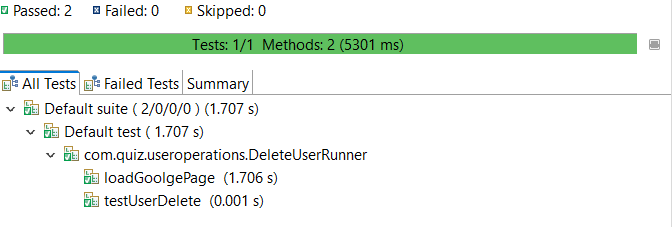 Passed: 2 Failed: 0 Skipped: 0
Tests: 1/1 Methods: 2 (5301 ms)
All Tests Failed Tests Summary
Default suite ( 2/0/0/0 ) (1.707 s)
Default test ( 1.707 s)
com.quiz.useroperations.DeleteUserRunner
loadGoolgePage (1.706 s)
testUserDelete (0.001 s)